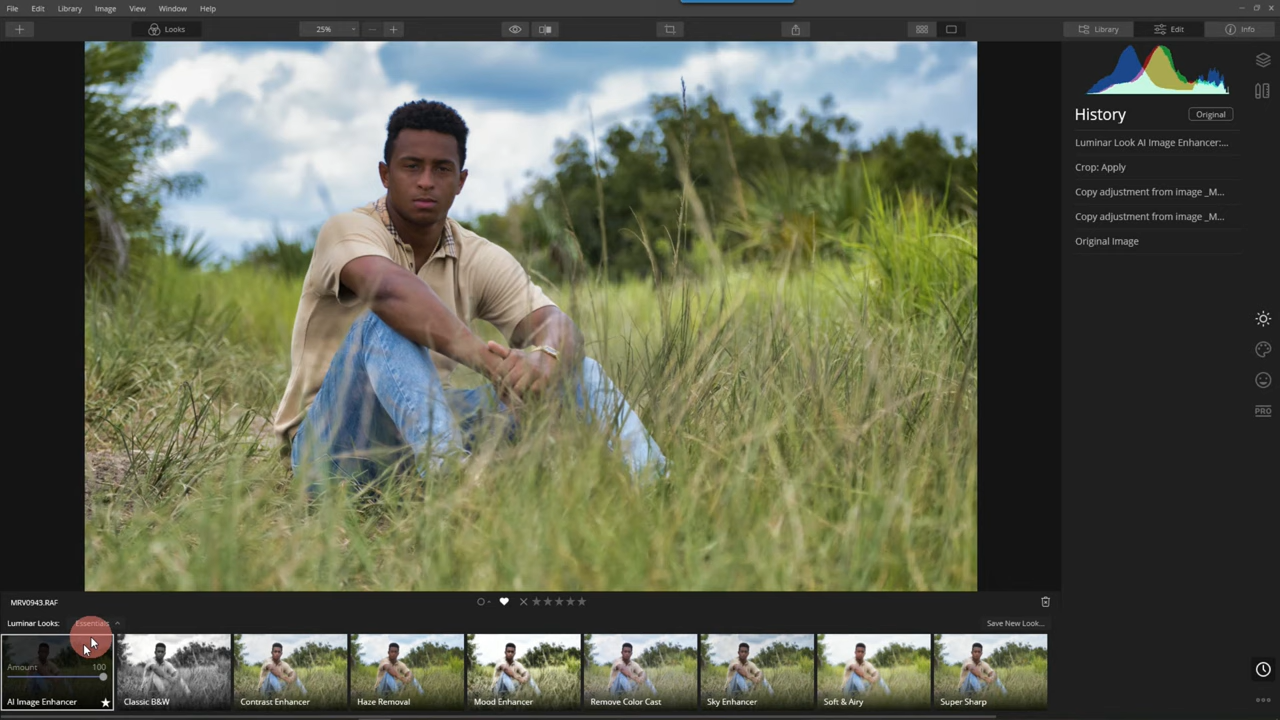 File Edit Library Image View Window Help
Looks 25% Library Edit Info
History Original
Luminar Look AI Image Enhancer:...
Crop: Apply
Copy adjustment from image _M...
Copy adjustment from image _M...
Original Image
PRO
MRV0943.RAF
Luminar Looks: Essentials Save New Look...
Amount 100
AI Image Enhancer Classic B&W Contrast Enhancer Haze Removal Mood Enhancer Remove Color Cast Sky Enhancer Soft & Airy Super Sharp